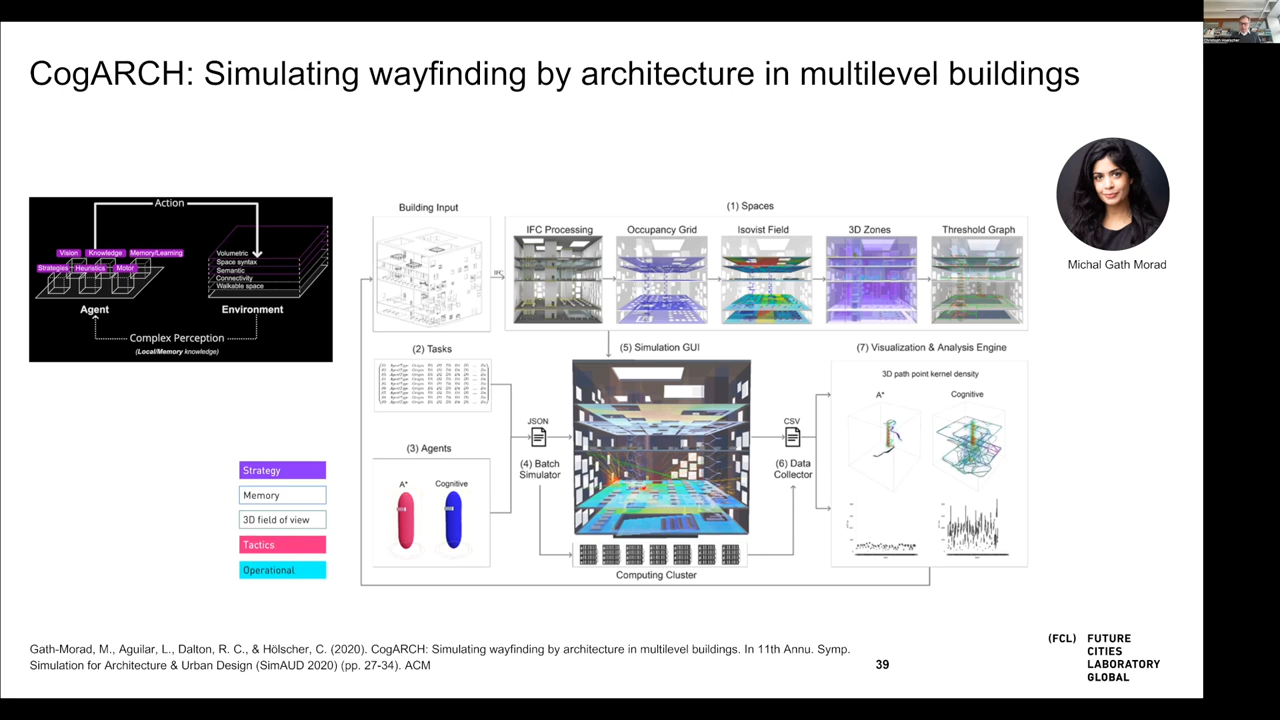 CogARCH: Simulating wayfinding by architecture in multilevel buildings
Christoph Hoelscher
Action
Vision
Knowledge
Memory/Learning
Strategies
Heuristics
Motor
Agent
Volumetric
Space syntax
Semantic
Connectivity
Walkable space
Environment
Complex Perception
(Local/Memory knowledge)
Building Input
IFC
(1) Spaces
IFC Processing
Occupancy Grid
Isovist Field
3D Zones
Threshold Graph
Michal Gath Morad
(2) Tasks
(3) Agents
A*
Cognitive
JSON
(4) Batch
Simulator
(5) Simulation GUI
Computing Cluster
CSV
(6) Data
Collector
(7) Visualization & Analysis Engine
3D path point kernel density
A*
Cognitive
Strategy
Memory
3D field of view
Tactics
Operational
Gath-Morad, M., Aguilar, L., Dalton, R. C., & Hölscher, C. (2020). CogARCH: Simulating wayfinding by architecture in multilevel buildings. In 11th Annu. Symp.
Simulation for Architecture & Urban Design (SimAUD 2020) (pp. 27-34). ACM
39
(FCL) FUTURE
CITIES
LABORATORY
GLOBAL